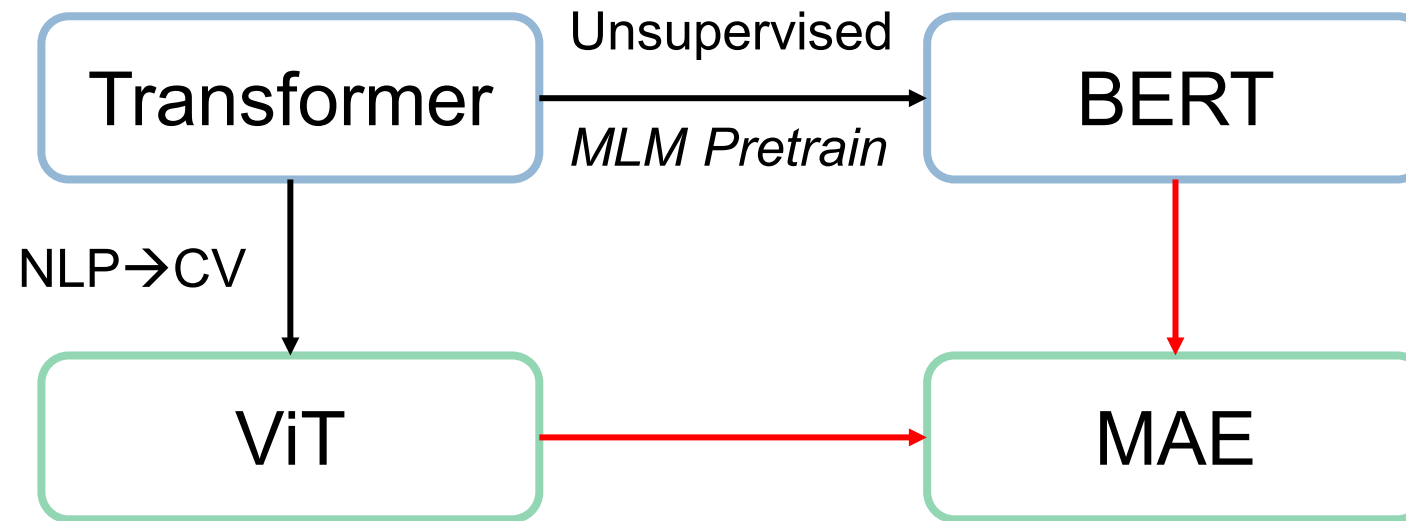 Unsupervised
Transformer
BERT
MLM Pretrain
NLP→CV
ViT
MAE